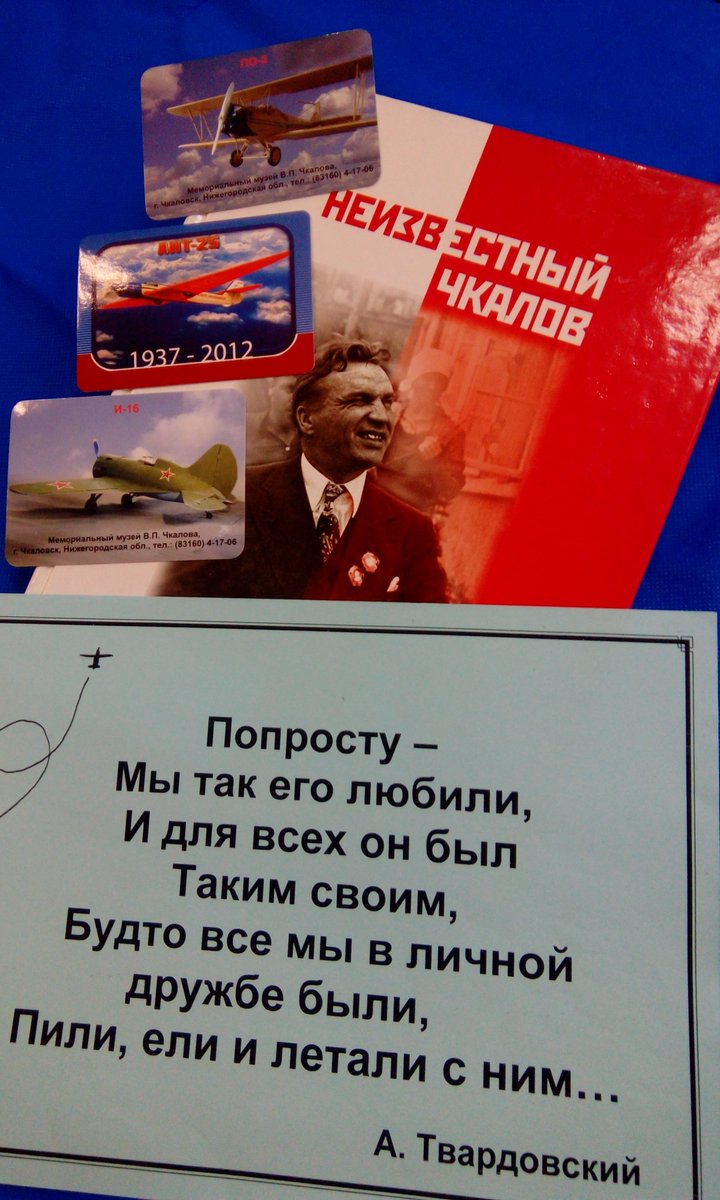 ПО-2
Мемориальный музей В.П. Чкалова,
г. Чкаловск, Нижегородская обл., тел.: (83160) 4-17-06
НЕИЗВЕСТНЫЙ
ЧКАЛОВ
АНТ-25
1937 - 2012
И-16
Мемориальный музей В.П. Чкалова,
г. Чкаловск, Нижегородская обл., тел.: (83160) 4-17-06
Попросту –
Мы так его любили,
И для всех он был
Таким своим,
Будто все мы в личной
дружбе были,
Пили, ели и летали с ним...
А. Твардовский